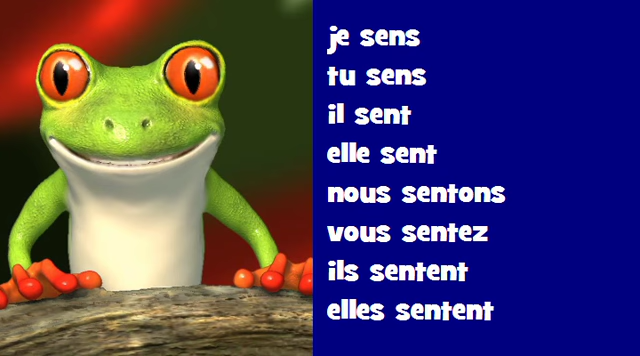 je sens
tu sens
il sent
elle sent
nous sentons
vous sentez
ils sentent
elles sentent